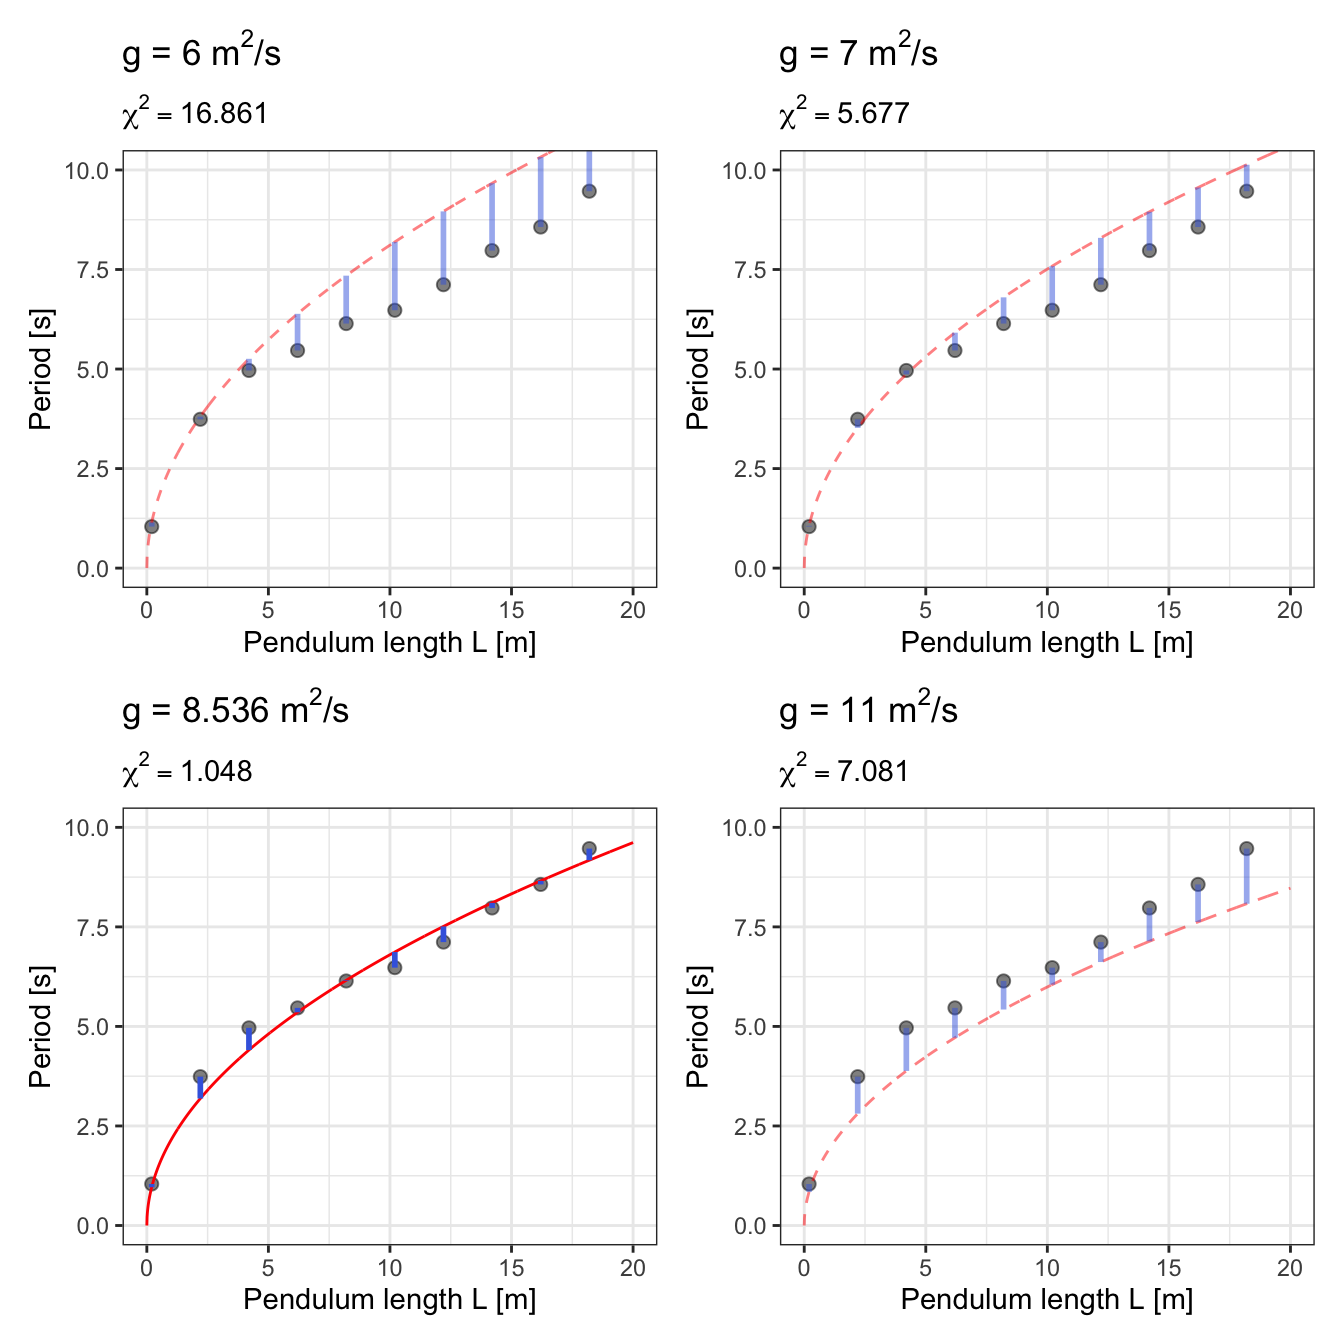 g = 6 m²/s
χ² = 16.861
10.0
7.5
5.0
2.5
0.0
Period [s]
0 5 10 15 20
Pendulum length L [m]
g = 7 m²/s
χ² = 5.677
10.0
7.5
5.0
2.5
0.0
Period [s]
0 5 10 15 20
Pendulum length L [m]
g = 8.536 m²/s
χ² = 1.048
10.0
7.5
5.0
2.5
0.0
Period [s]
0 5 10 15 20
Pendulum length L [m]
g = 11 m²/s
χ² = 7.081
10.0
7.5
5.0
2.5
0.0
Period [s]
0 5 10 15 20
Pendulum length L [m]